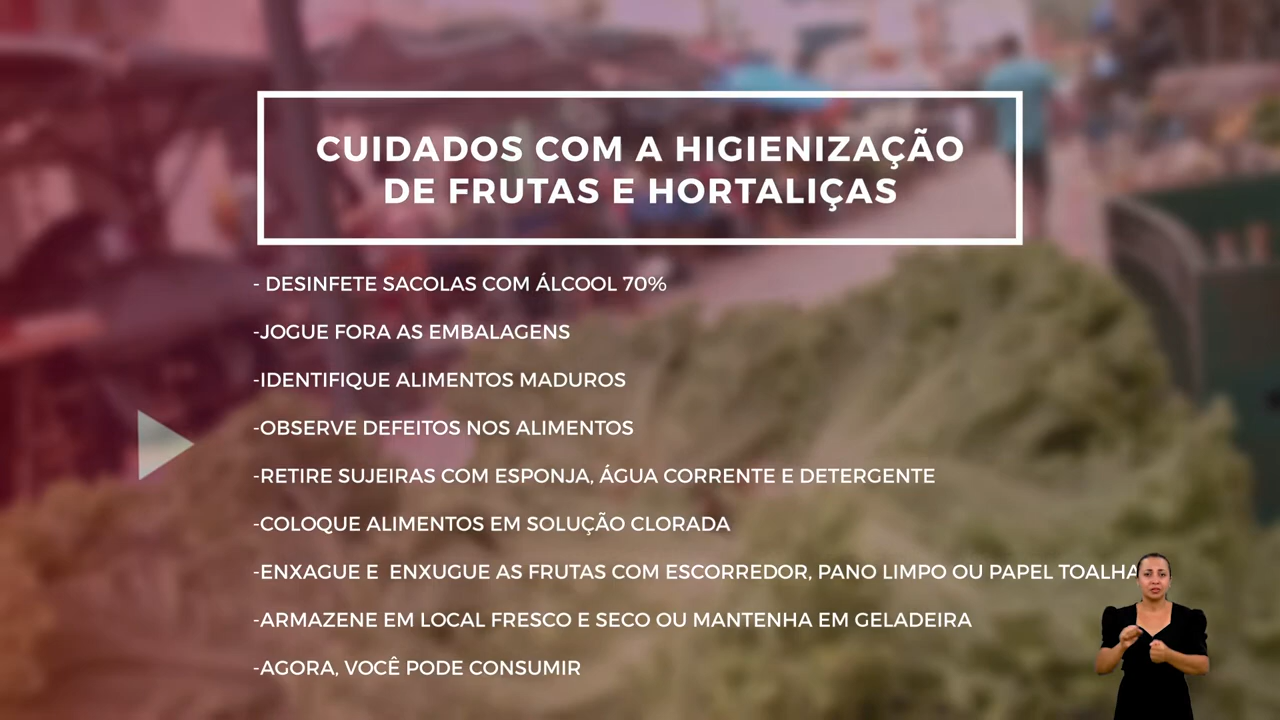 CUIDADOS COM A HIGIENIZAÇÃO
DE FRUTAS E HORTALIÇAS
- DESINFETE SACOLAS COM ÁLCOOL 70%
-JOGUE FORA AS EMBALAGENS
-IDENTIFIQUE ALIMENTOS MADUROS
-OBSERVE DEFEITOS NOS ALIMENTOS
-RETIRE SUJEIRAS COM ESPONJA, ÁGUA CORRENTE E DETERGENTE
-COLOQUE ALIMENTOS EM SOLUÇÃO CLORADA
-ENXAGUE E  ENXUGUE AS FRUTAS COM ESCORREDOR, PANO LIMPO OU PAPEL TOALHA
-ARMAZENE EM LOCAL FRESCO E SECO OU MANTENHA EM GELADEIRA
-AGORA, VOCÊ PODE CONSUMIR